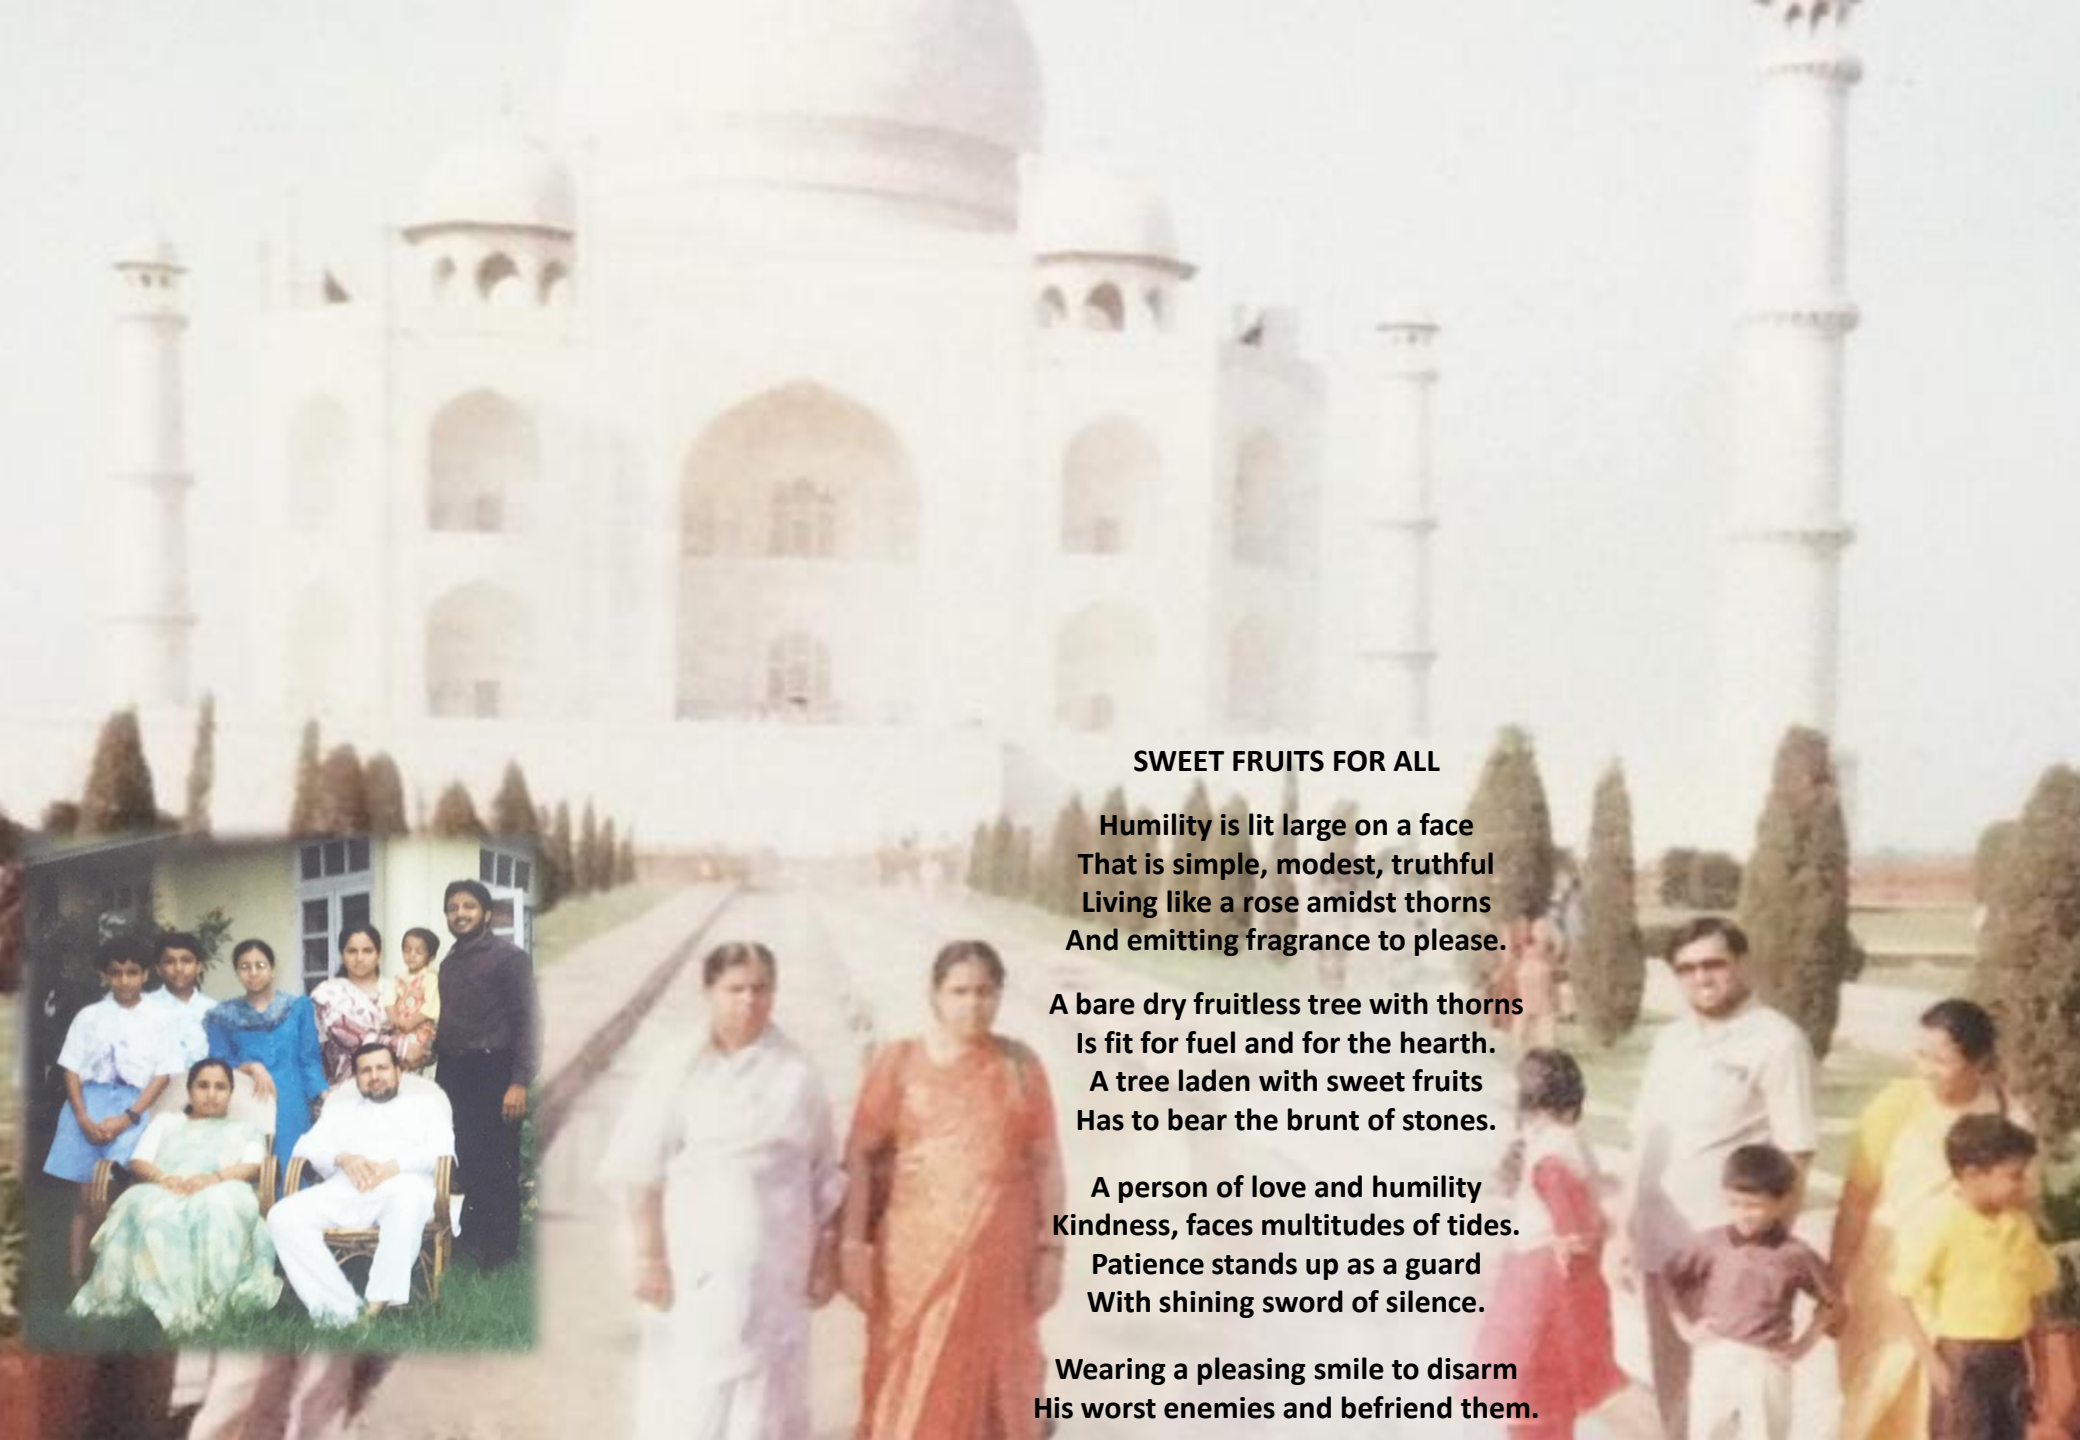 SWEET FRUITS FOR ALL
Humility is lit large on a face
That is simple, modest, truthful
Living like a rose amidst thorns
And emitting fragrance to please.
A bare dry fruitless tree with thorns
Is fit for fuel and for the hearth.
A tree laden with sweet fruits
Has to bear the brunt of stones.
A person of love and humility
Kindness, faces multitudes of tides.
Patience stands up as a guard
With shining sword of silence.
Wearing a pleasing smile to disarm
His worst enemies and befriend them.